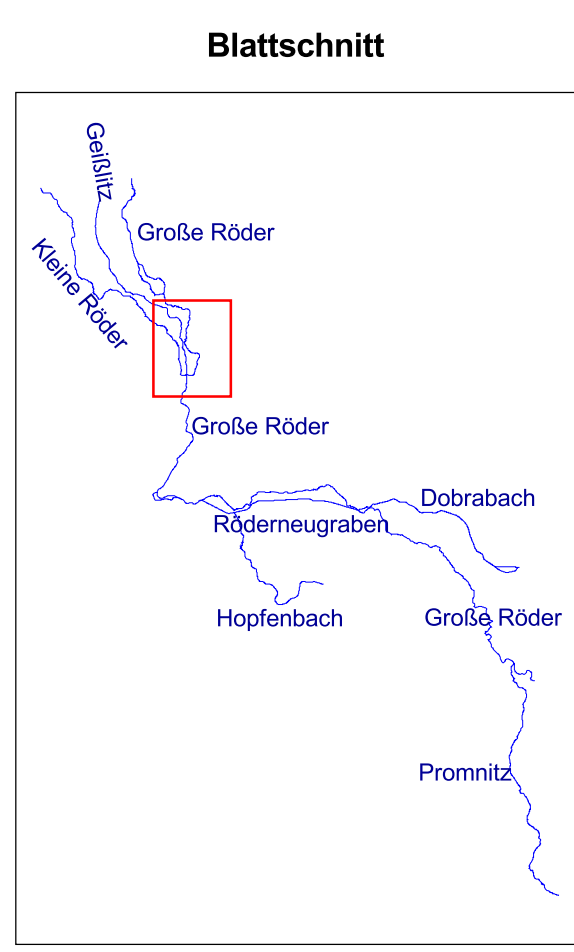 Blattschnitt
Geißlitz
Große Röder
Kleine Röder
Große Röder
Dobrabach
Röderneugraben
Hopfenbach
Große Röder
Promnitz